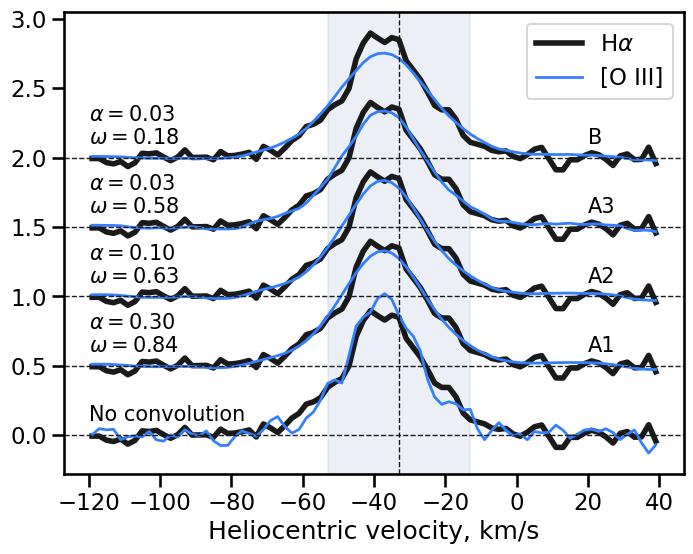 3.0
Hα
[O III]
2.5
α = 0.03
ω = 0.18
B
2.0
α = 0.03
ω = 0.58
A3
1.5
α = 0.10
ω = 0.63
A2
1.0
α = 0.30
ω = 0.84
A1
0.5
No convolution
0.0
−120 −100 −80 −60 −40 −20 0 20 40
Heliocentric velocity, km/s